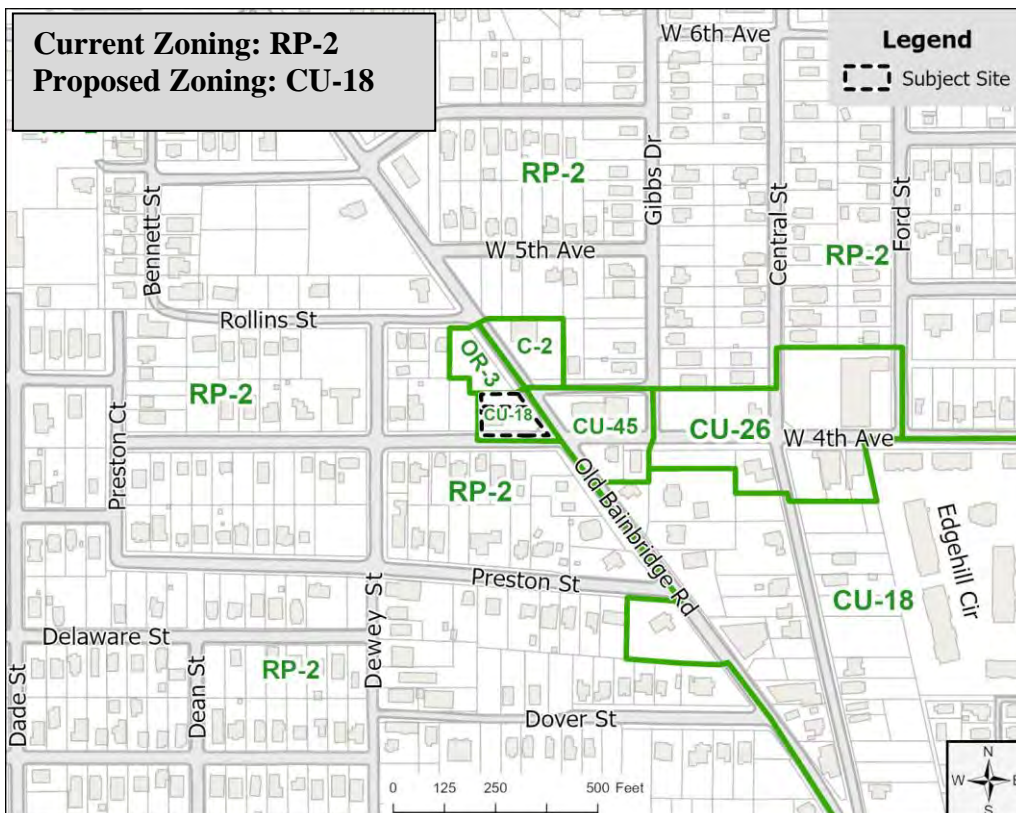 Current Zoning: RP-2
Proposed Zoning: CU-18
Legend
Subject Site
W 6th Ave
Bennett St
RP-2
Gibbs Dr
Central St
Ford St
W 5th Ave
RP-2
Rollins St
C-2
OR-3
RP-2
CU-18
CU-45
CU-26
W 4th Ave
Preston Ct
RP-2
Old Bainbridge Rd
Edgehill Cir
Preston St
CU-18
Delaware St
Dewey St
RP-2
Dade St
Dean St
Dover St
0 125 250 500 Feet
N
W E
S